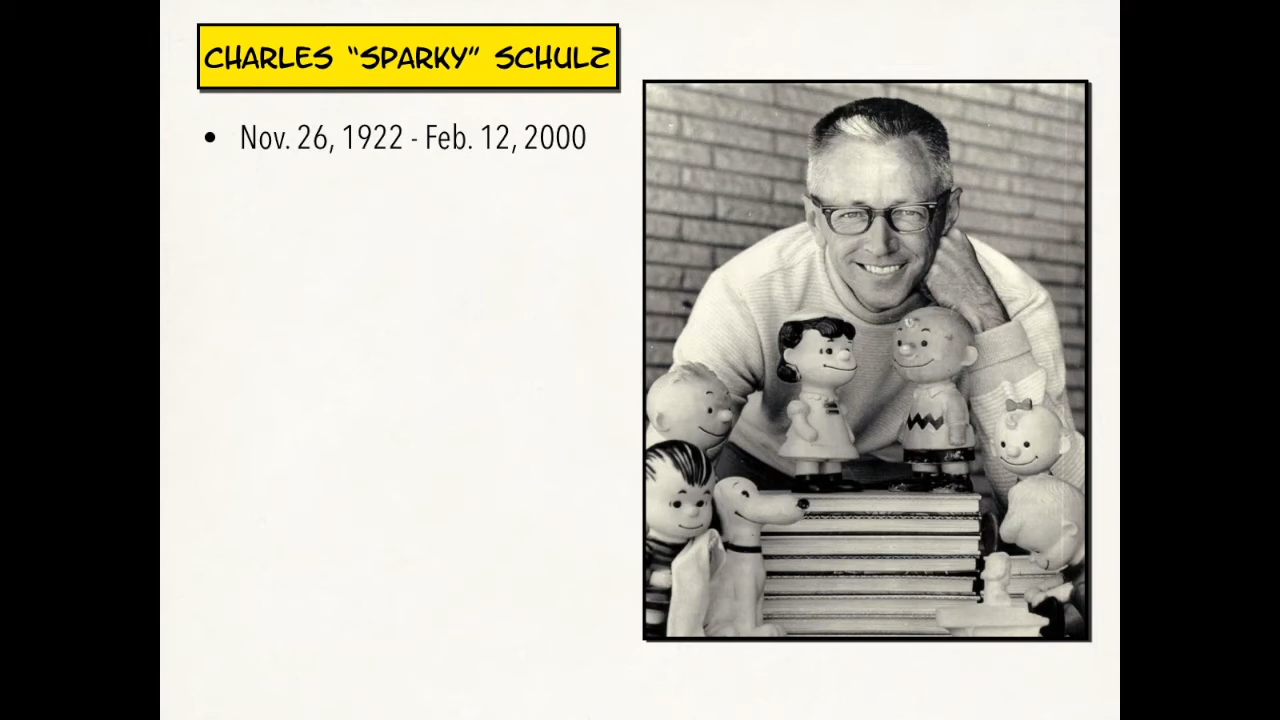 CHARLES “SPARKY” SCHULZ
• Nov. 26, 1922 - Feb. 12, 2000